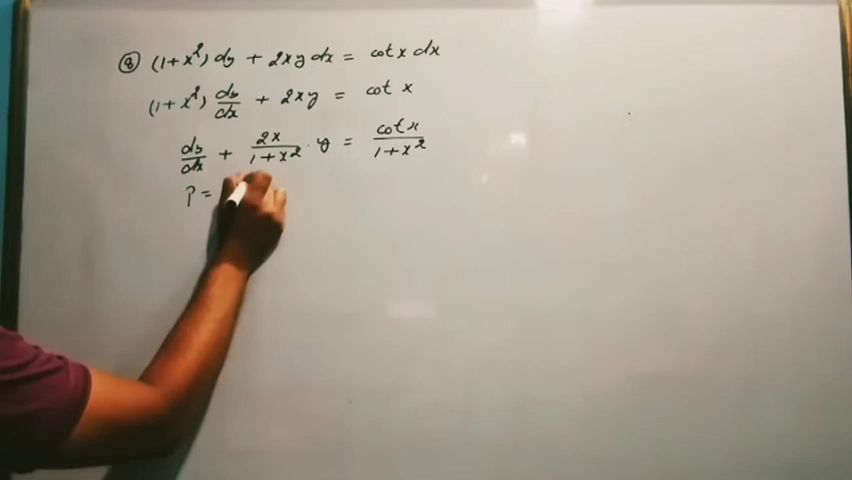 ⑧ (1+x²) dy + 2xy dx = cot x dx
(1+x²) dy/dx + 2xy = cot x
dy/dx + 2x/1+x² . y = cot x/1+x²
P =